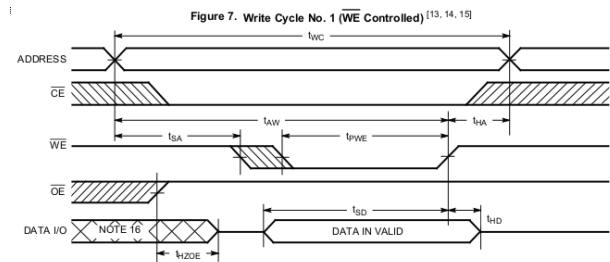 Figure 7. Write Cycle No. 1 (WE Controlled) [13, 14, 15]
tWC
ADDRESS
CE
tAW
tHA
tSA
tPWE
WE
OE
tSD
tHD
DATA I/O
NOTE 16
DATA IN VALID
tHZOE